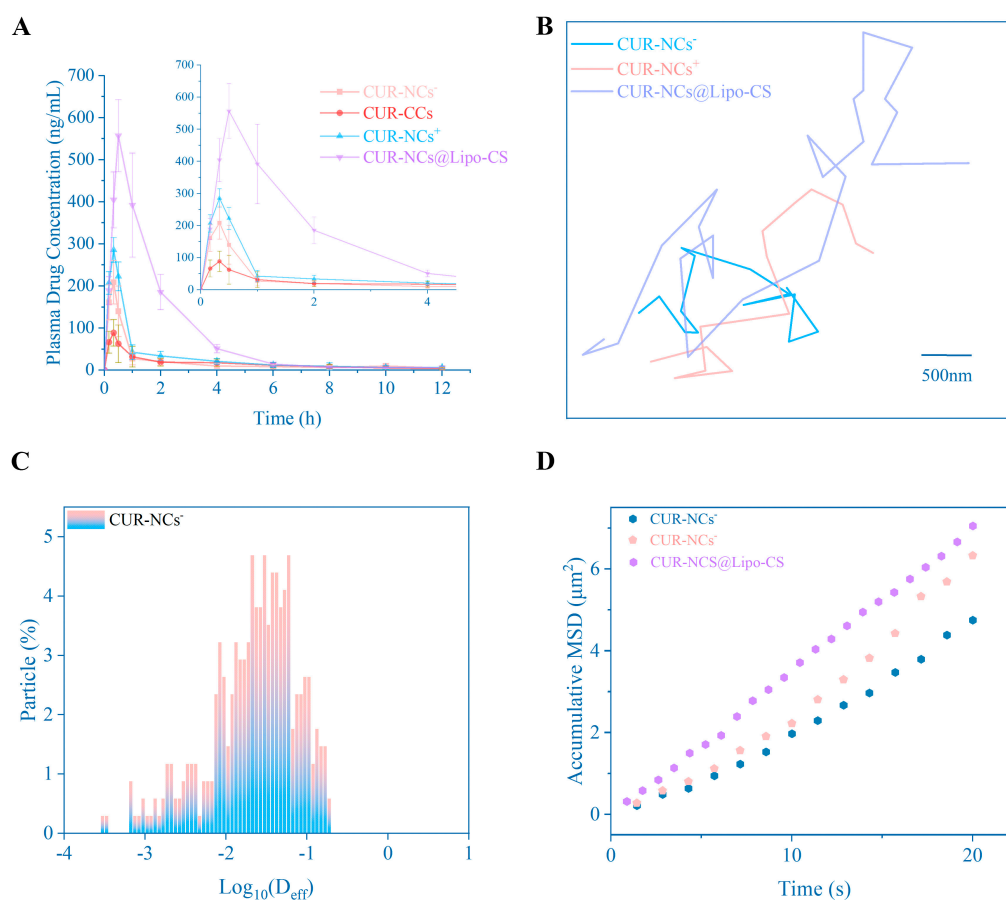 A
Plasma Drug Concentration (ng/mL)
700
600
500
400
300
200
100
0
0 2 4 6 8 10 12
Time (h)
700
600
500
400
300
200
100
0
0 2 4
CUR-NCs⁻
CUR-CCs
CUR-NCs⁺
CUR-NCs@Lipo-CS
B
CUR-NCs⁻
CUR-NCs⁺
CUR-NCs@Lipo-CS
500nm
C
CUR-NCs⁻
Particle (%)
5
4
3
2
1
0
-4 -3 -2 -1 0 1
Log₁₀(D_eff)
D
CUR-NCs⁻
CUR-NCs⁻
CUR-NCS@Lipo-CS
Accumulative MSD (μm²)
6
4
2
0
10 20
Time (s)